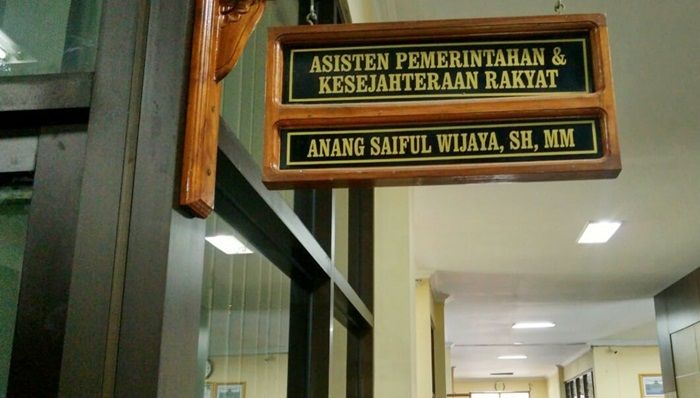 ASISTEN PEMERINTAHAN &
KESEJAHTERAAN RAKYAT
ANANG SAIFUL WIJAYA, SH, MM